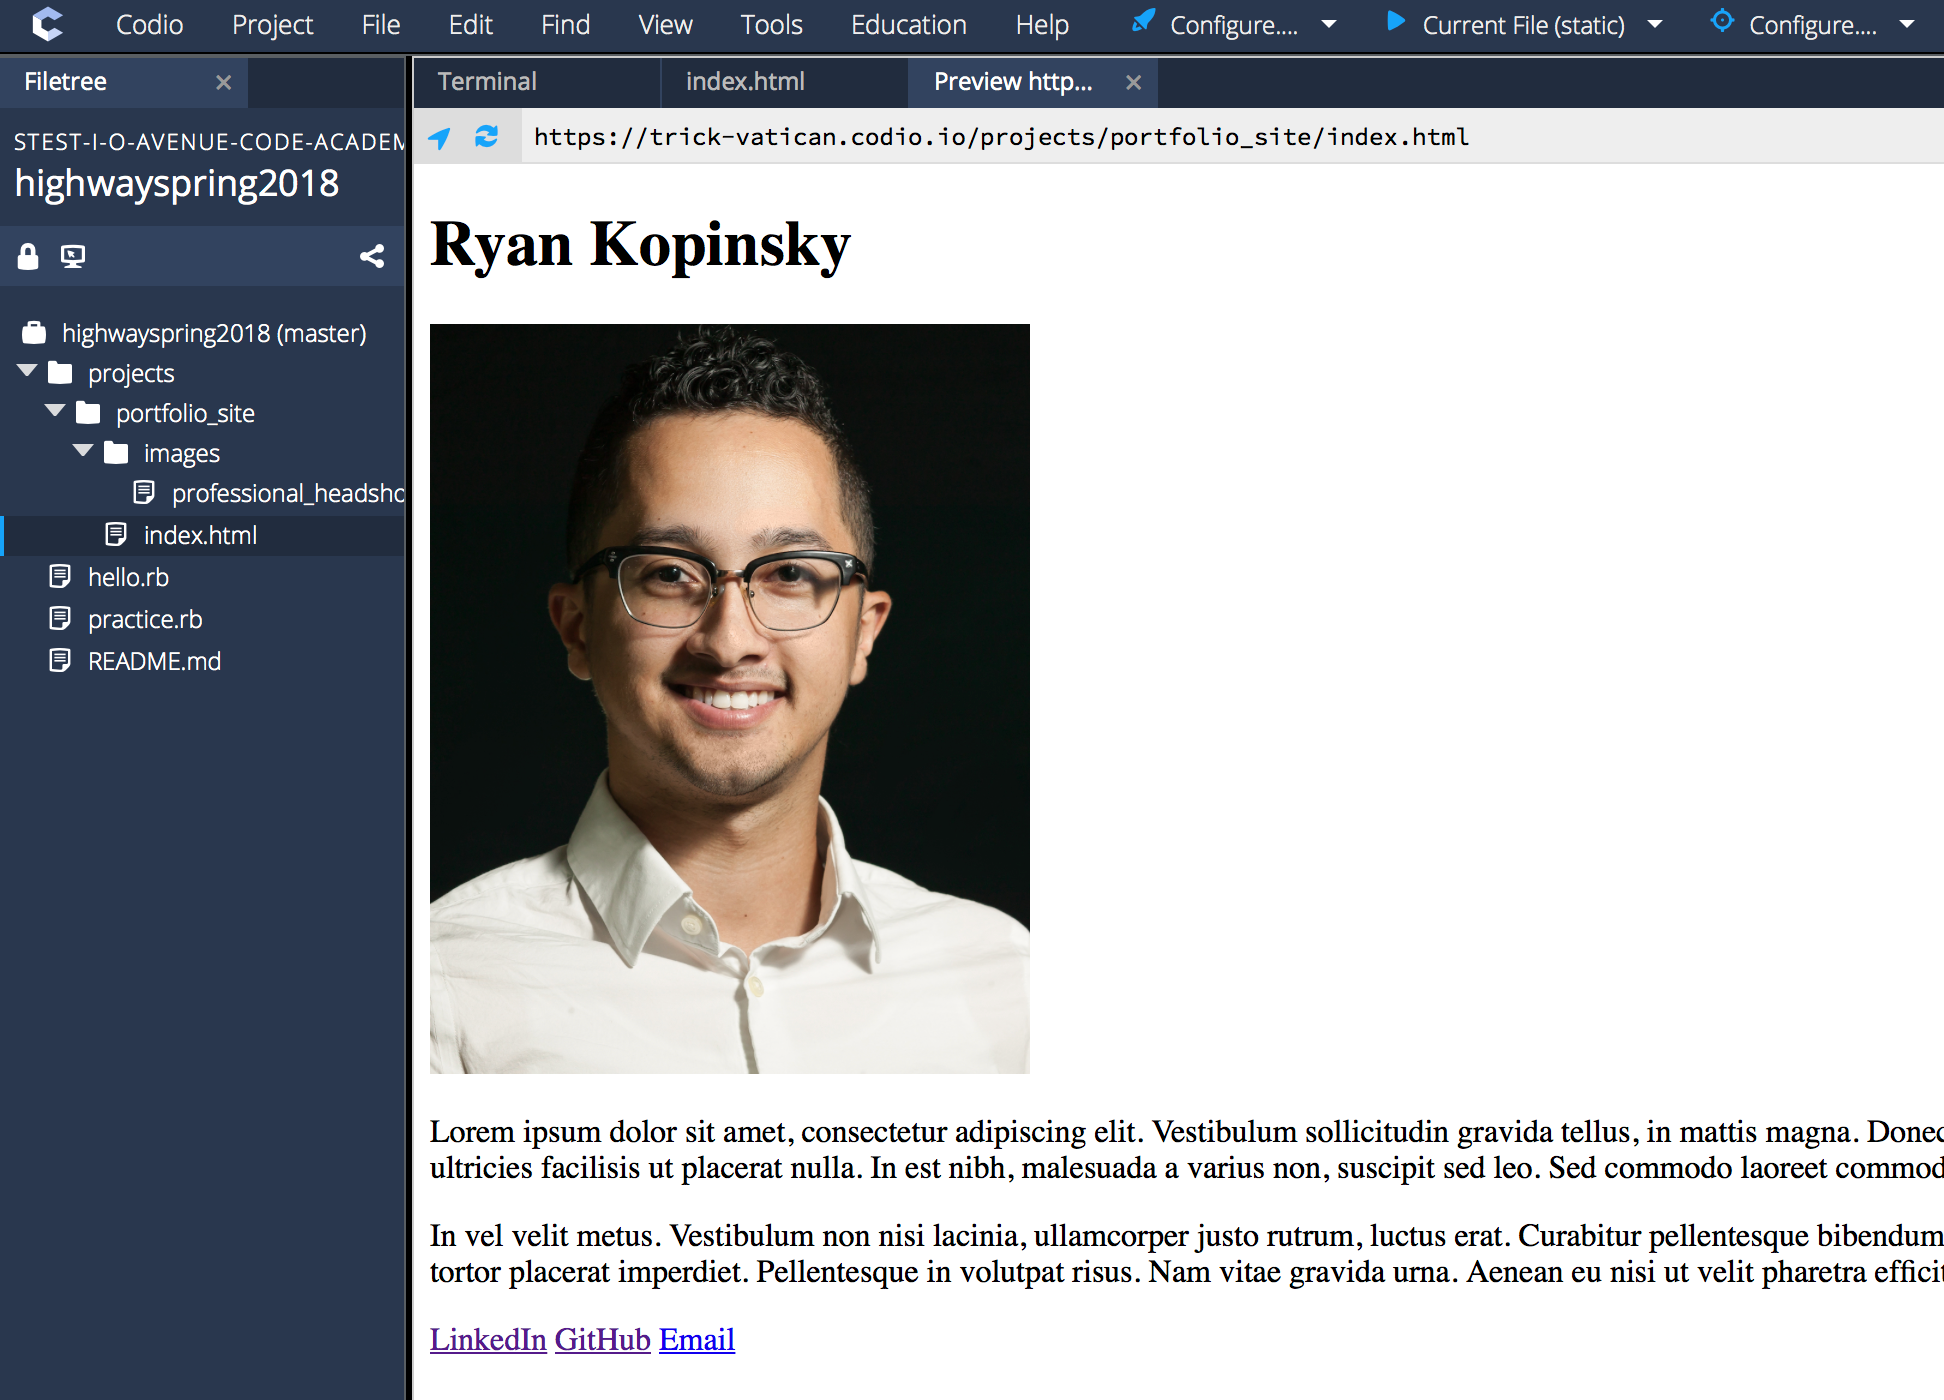 Codio Project File Edit Find View Tools Education Help Configure.... Current File (static) Configure....
Filetree
Terminal index.html Preview http...
https://trick-vatican.codio.io/projects/portfolio_site/index.html
STEST-I-O-AVENUE-CODE-ACADEM
highwayspring2018
highwayspring2018 (master)
projects
portfolio_site
images
professional_headsho
index.html
hello.rb
practice.rb
README.md
Ryan Kopinsky
Lorem ipsum dolor sit amet, consectetur adipiscing elit. Vestibulum sollicitudin gravida tellus, in mattis magna. Donec
ultricies facilisis ut placerat nulla. In est nibh, malesuada a varius non, suscipit sed leo. Sed commodo laoreet commod
In vel velit metus. Vestibulum non nisi lacinia, ullamcorper justo rutrum, luctus erat. Curabitur pellentesque bibendum
tortor placerat imperdiet. Pellentesque in volutpat risus. Nam vitae gravida urna. Aenean eu nisi ut velit pharetra effici
LinkedIn GitHub Email